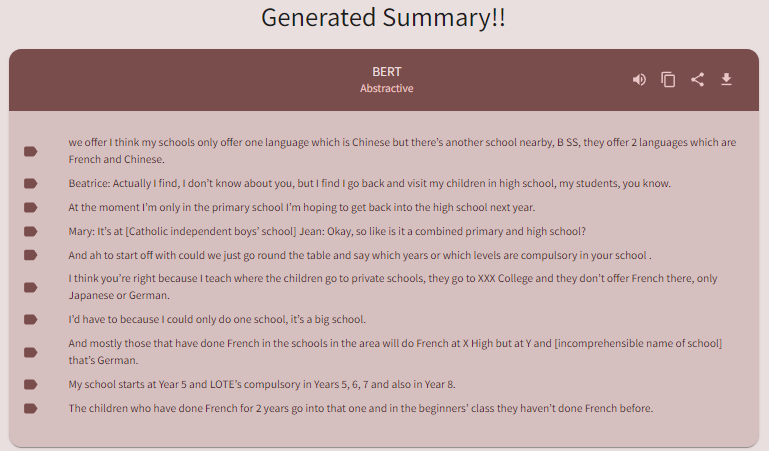 Generated Summary!!
BERT
Abstractive
we offer I think my schools only offer one language which is Chinese but there's another school nearby, B SS, they offer 2 languages which are
French and Chinese.
Beatrice: Actually I find, I don't know about you, but I find I go back and visit my children in high school, my students, you know.
At the moment I'm only in the primary school I'm hoping to get back into the high school next year.
Mary: It's at [Catholic independent boys' school] Jean: Okay, so like is it a combined primary and high school?
And ah to start off with could we just go round the table and say which years or which levels are compulsory in your school .
I think you're right because I teach where the children go to private schools, they go to XXX College and they don't offer French there, only
Japanese or German.
I'd have to because I could only do one school, it's a big school.
And mostly those that have done French in the schools in the area will do French at X High but at Y and [incomprehensible name of school]
that's German.
My school starts at Year 5 and LOTE's compulsory in Years 5, 6, 7 and also in Year 8.
The children who have done French for 2 years go into that one and in the beginners' class they haven't done French before.